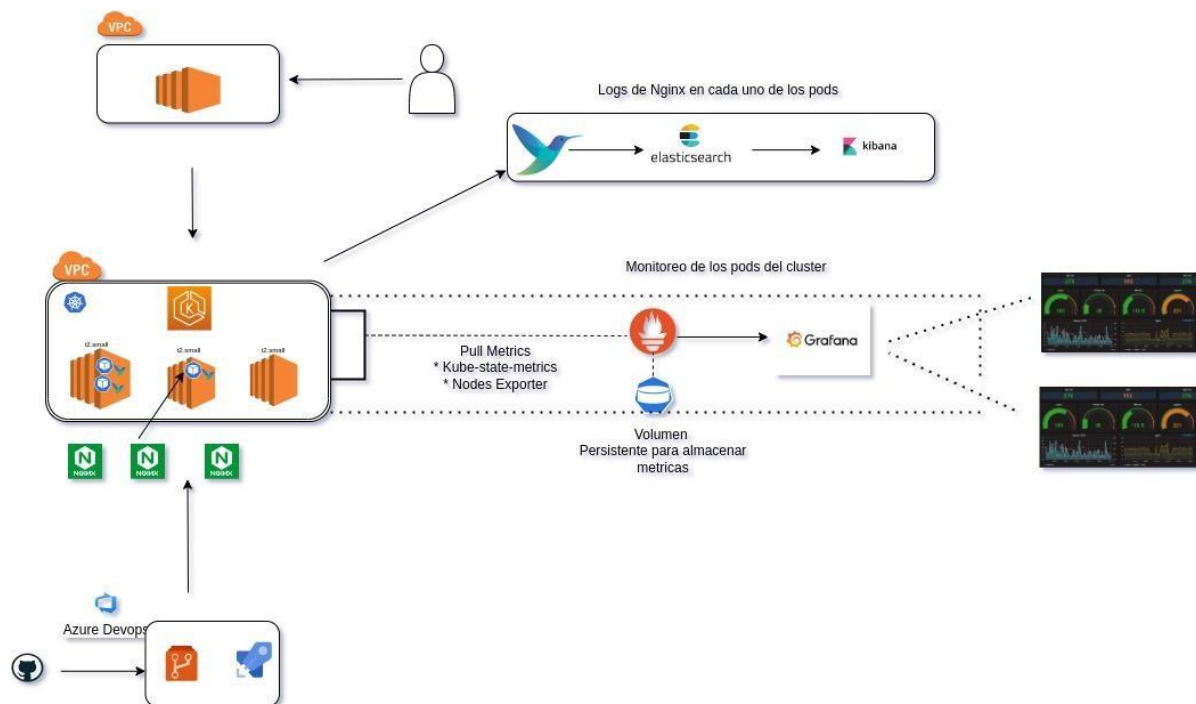 VPC
Logs de Nginx en cada uno de los pods
elasticsearch
kibana
VPC
Monitoreo de los pods del cluster
t2.small
t2.small
t2.small
Pull Metrics
* Kube-state-metrics
* Nodes Exporter
Grafana
Volumen
Persistente para almacenar
metricas
NGINX
NGINX
NGINX
Azure Devops